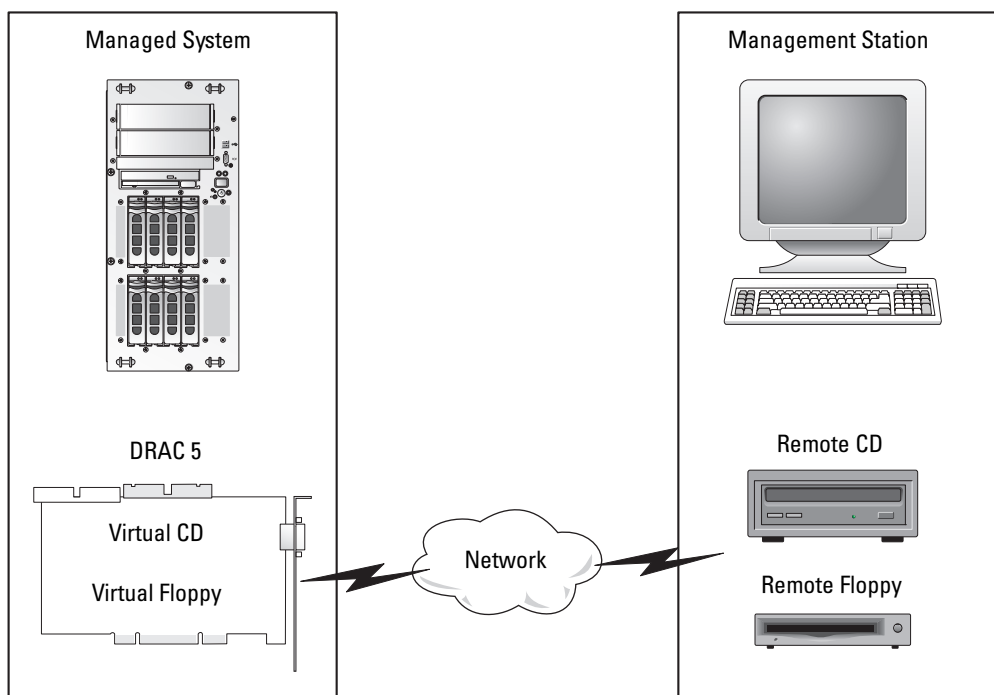 Managed System
Management Station
DRAC 5
Virtual CD
Virtual Floppy
Network
Remote CD
Remote Floppy